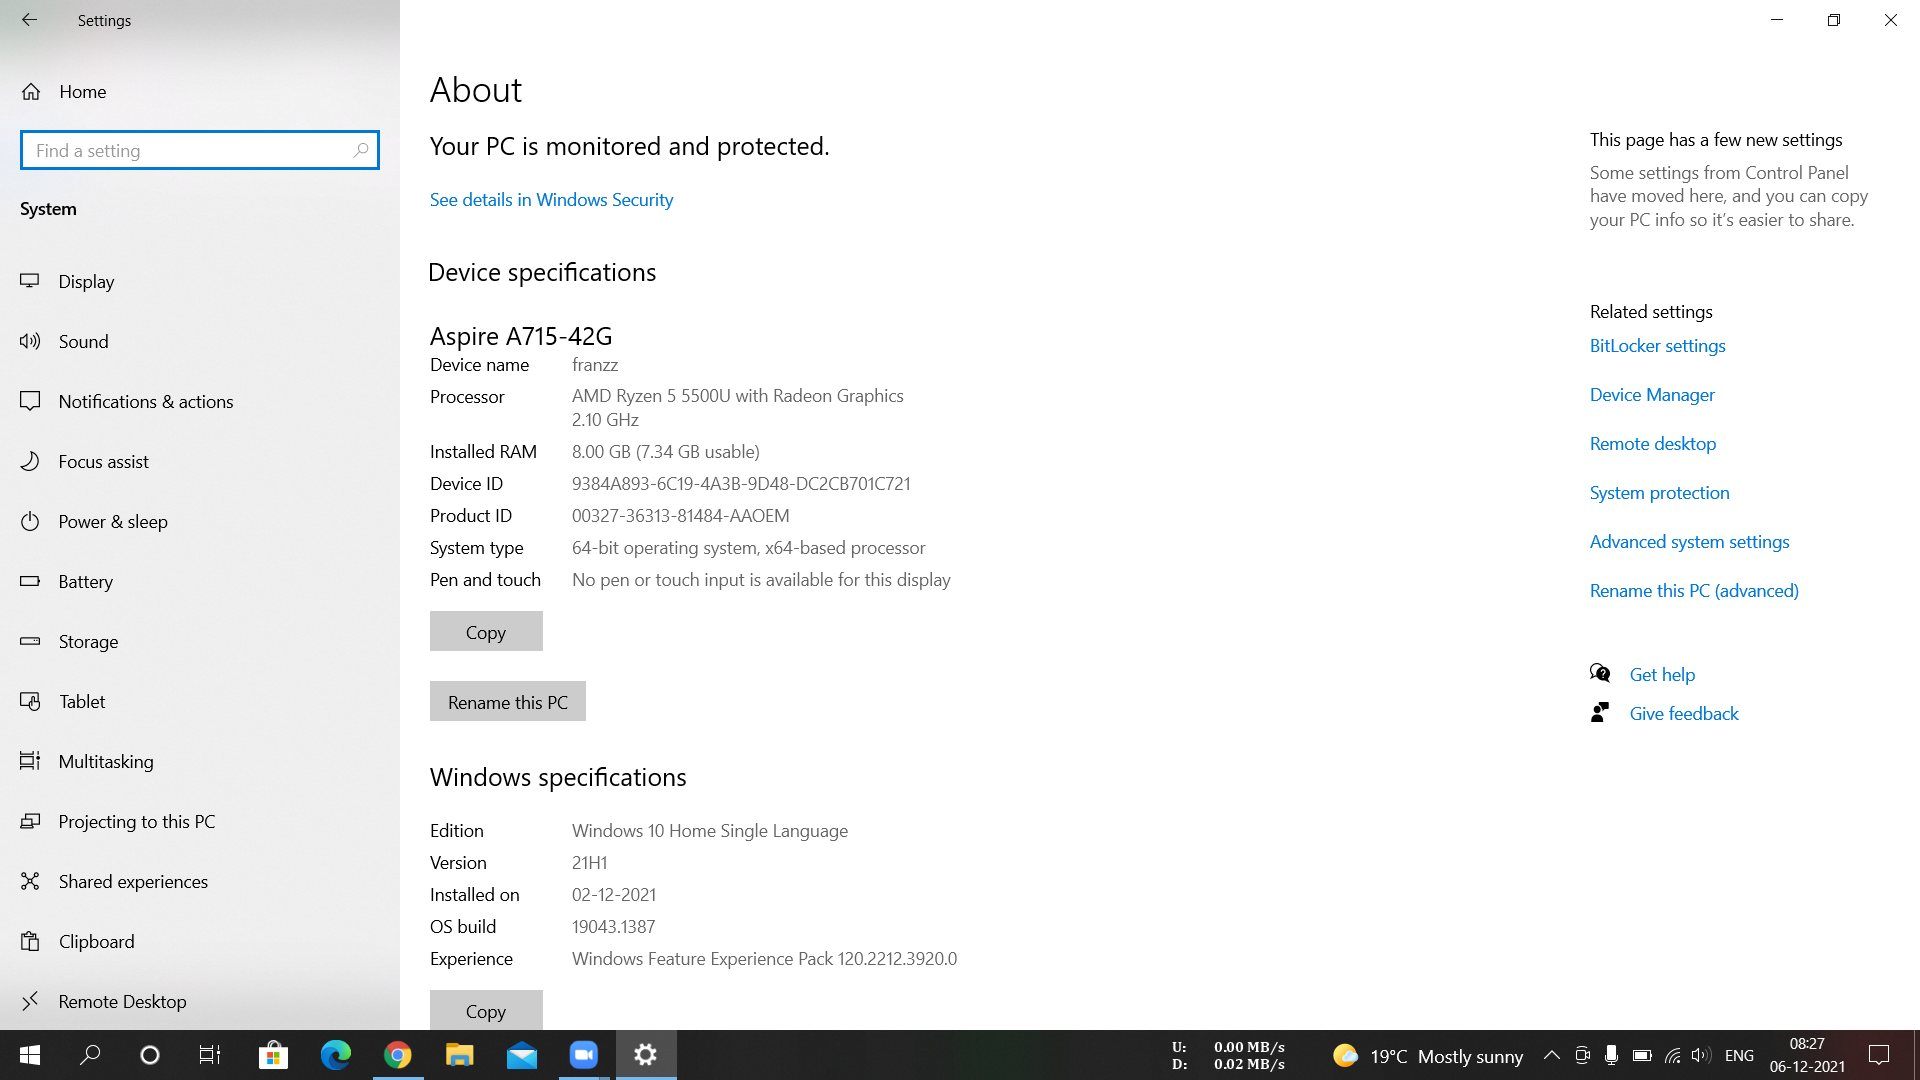 Settings
Home
Find a setting
System
Display
Sound
Notifications & actions
Focus assist
Power & sleep
Battery
Storage
Tablet
Multitasking
Projecting to this PC
Shared experiences
Clipboard
Remote Desktop
About
Your PC is monitored and protected.
See details in Windows Security
Device specifications
Aspire A715-42G
Device name franzz
Processor AMD Ryzen 5 5500U with Radeon Graphics
2.10 GHz
Installed RAM 8.00 GB (7.34 GB usable)
Device ID 9384A893-6C19-4A3B-9D48-DC2CB701C721
Product ID 00327-36313-81484-AAOEM
System type 64-bit operating system, x64-based processor
Pen and touch No pen or touch input is available for this display
Copy
Rename this PC
Windows specifications
Edition Windows 10 Home Single Language
Version 21H1
Installed on 02-12-2021
OS build 19043.1387
Experience Windows Feature Experience Pack 120.2212.3920.0
Copy
This page has a few new settings
Some settings from Control Panel
have moved here, and you can copy
your PC info so it’s easier to share.
Related settings
BitLocker settings
Device Manager
Remote desktop
System protection
Advanced system settings
Rename this PC (advanced)
Get help
Give feedback
U: 0.00 MB/s
D: 0.02 MB/s
19°C Mostly sunny
ENG
08:27
06-12-2021